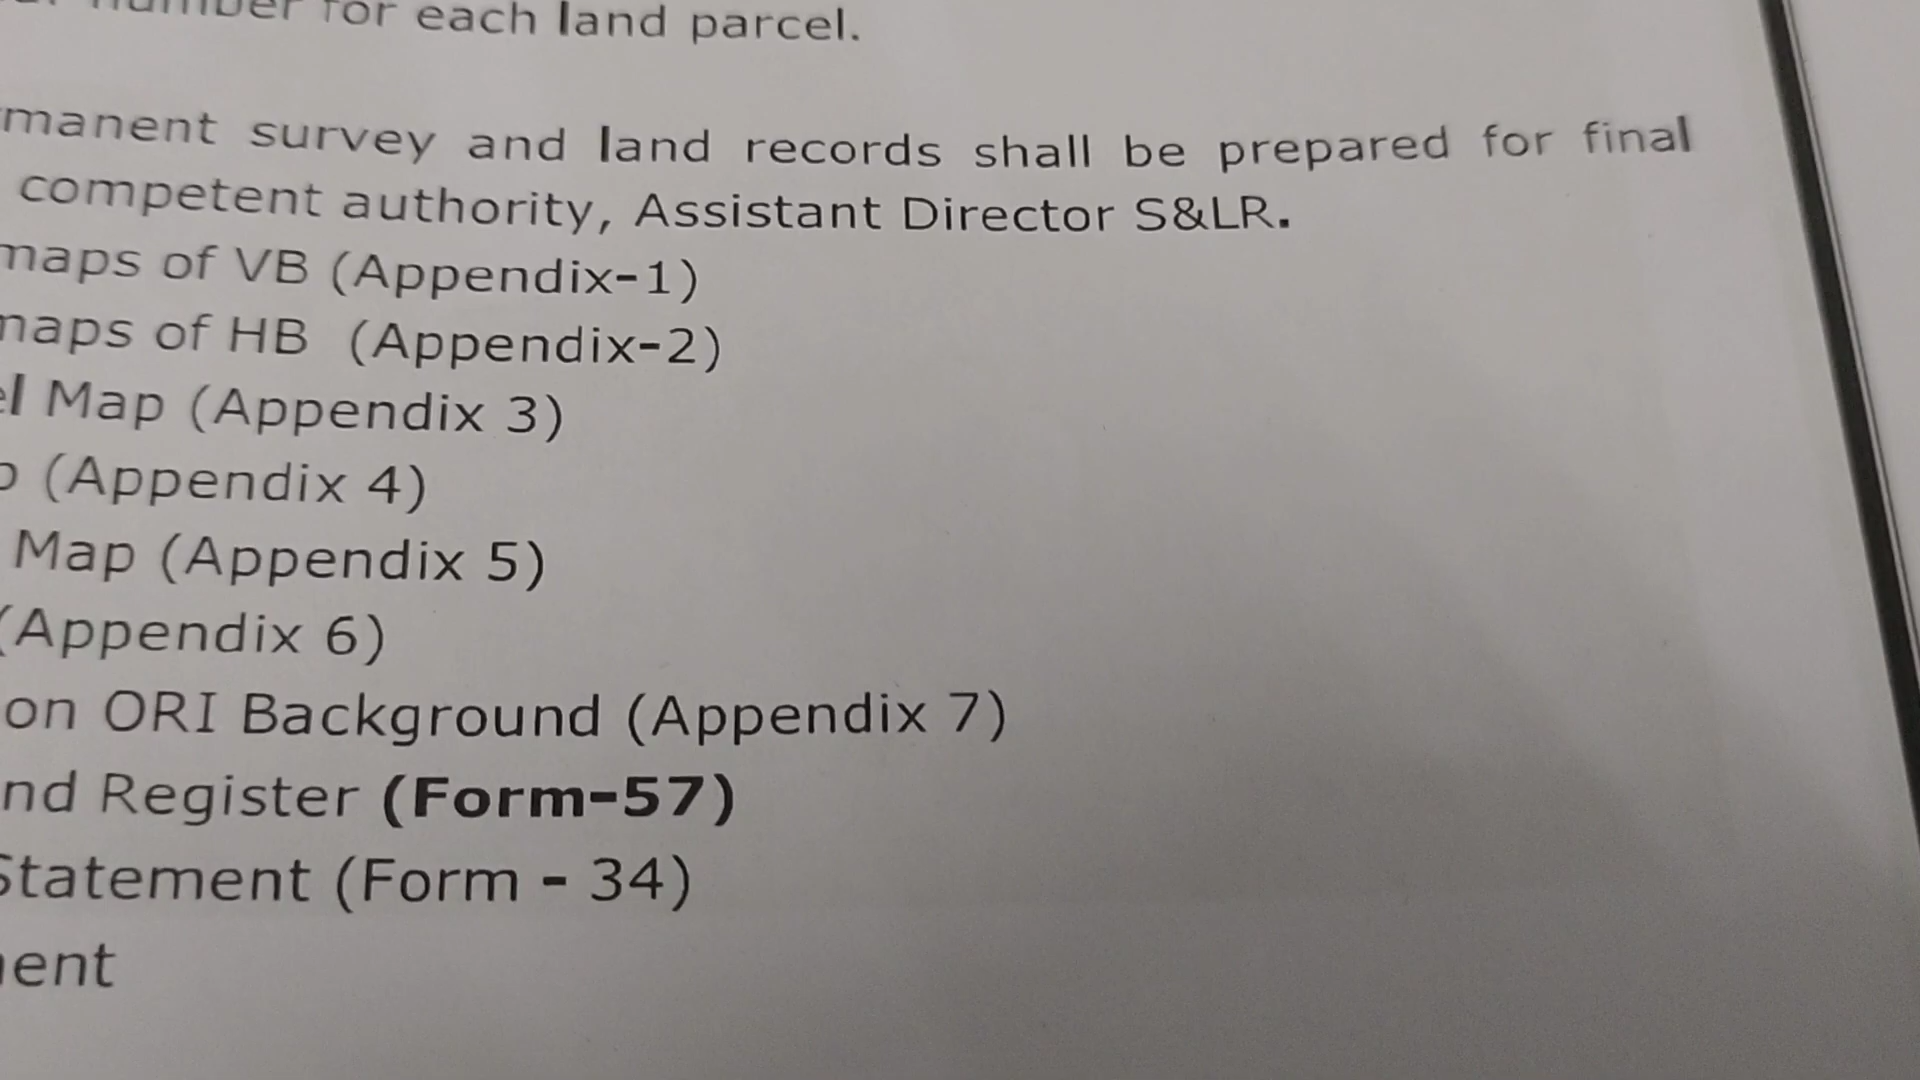 number for each land parcel.
manent survey and land records shall be prepared for final
competent authority, Assistant Director S&LR.
maps of VB (Appendix-1)
maps of HB (Appendix-2)
el Map (Appendix 3)
(Appendix 4)
Map (Appendix 5)
(Appendix 6)
on ORI Background (Appendix 7)
nd Register (Form-57)
Statement (Form - 34)
ent